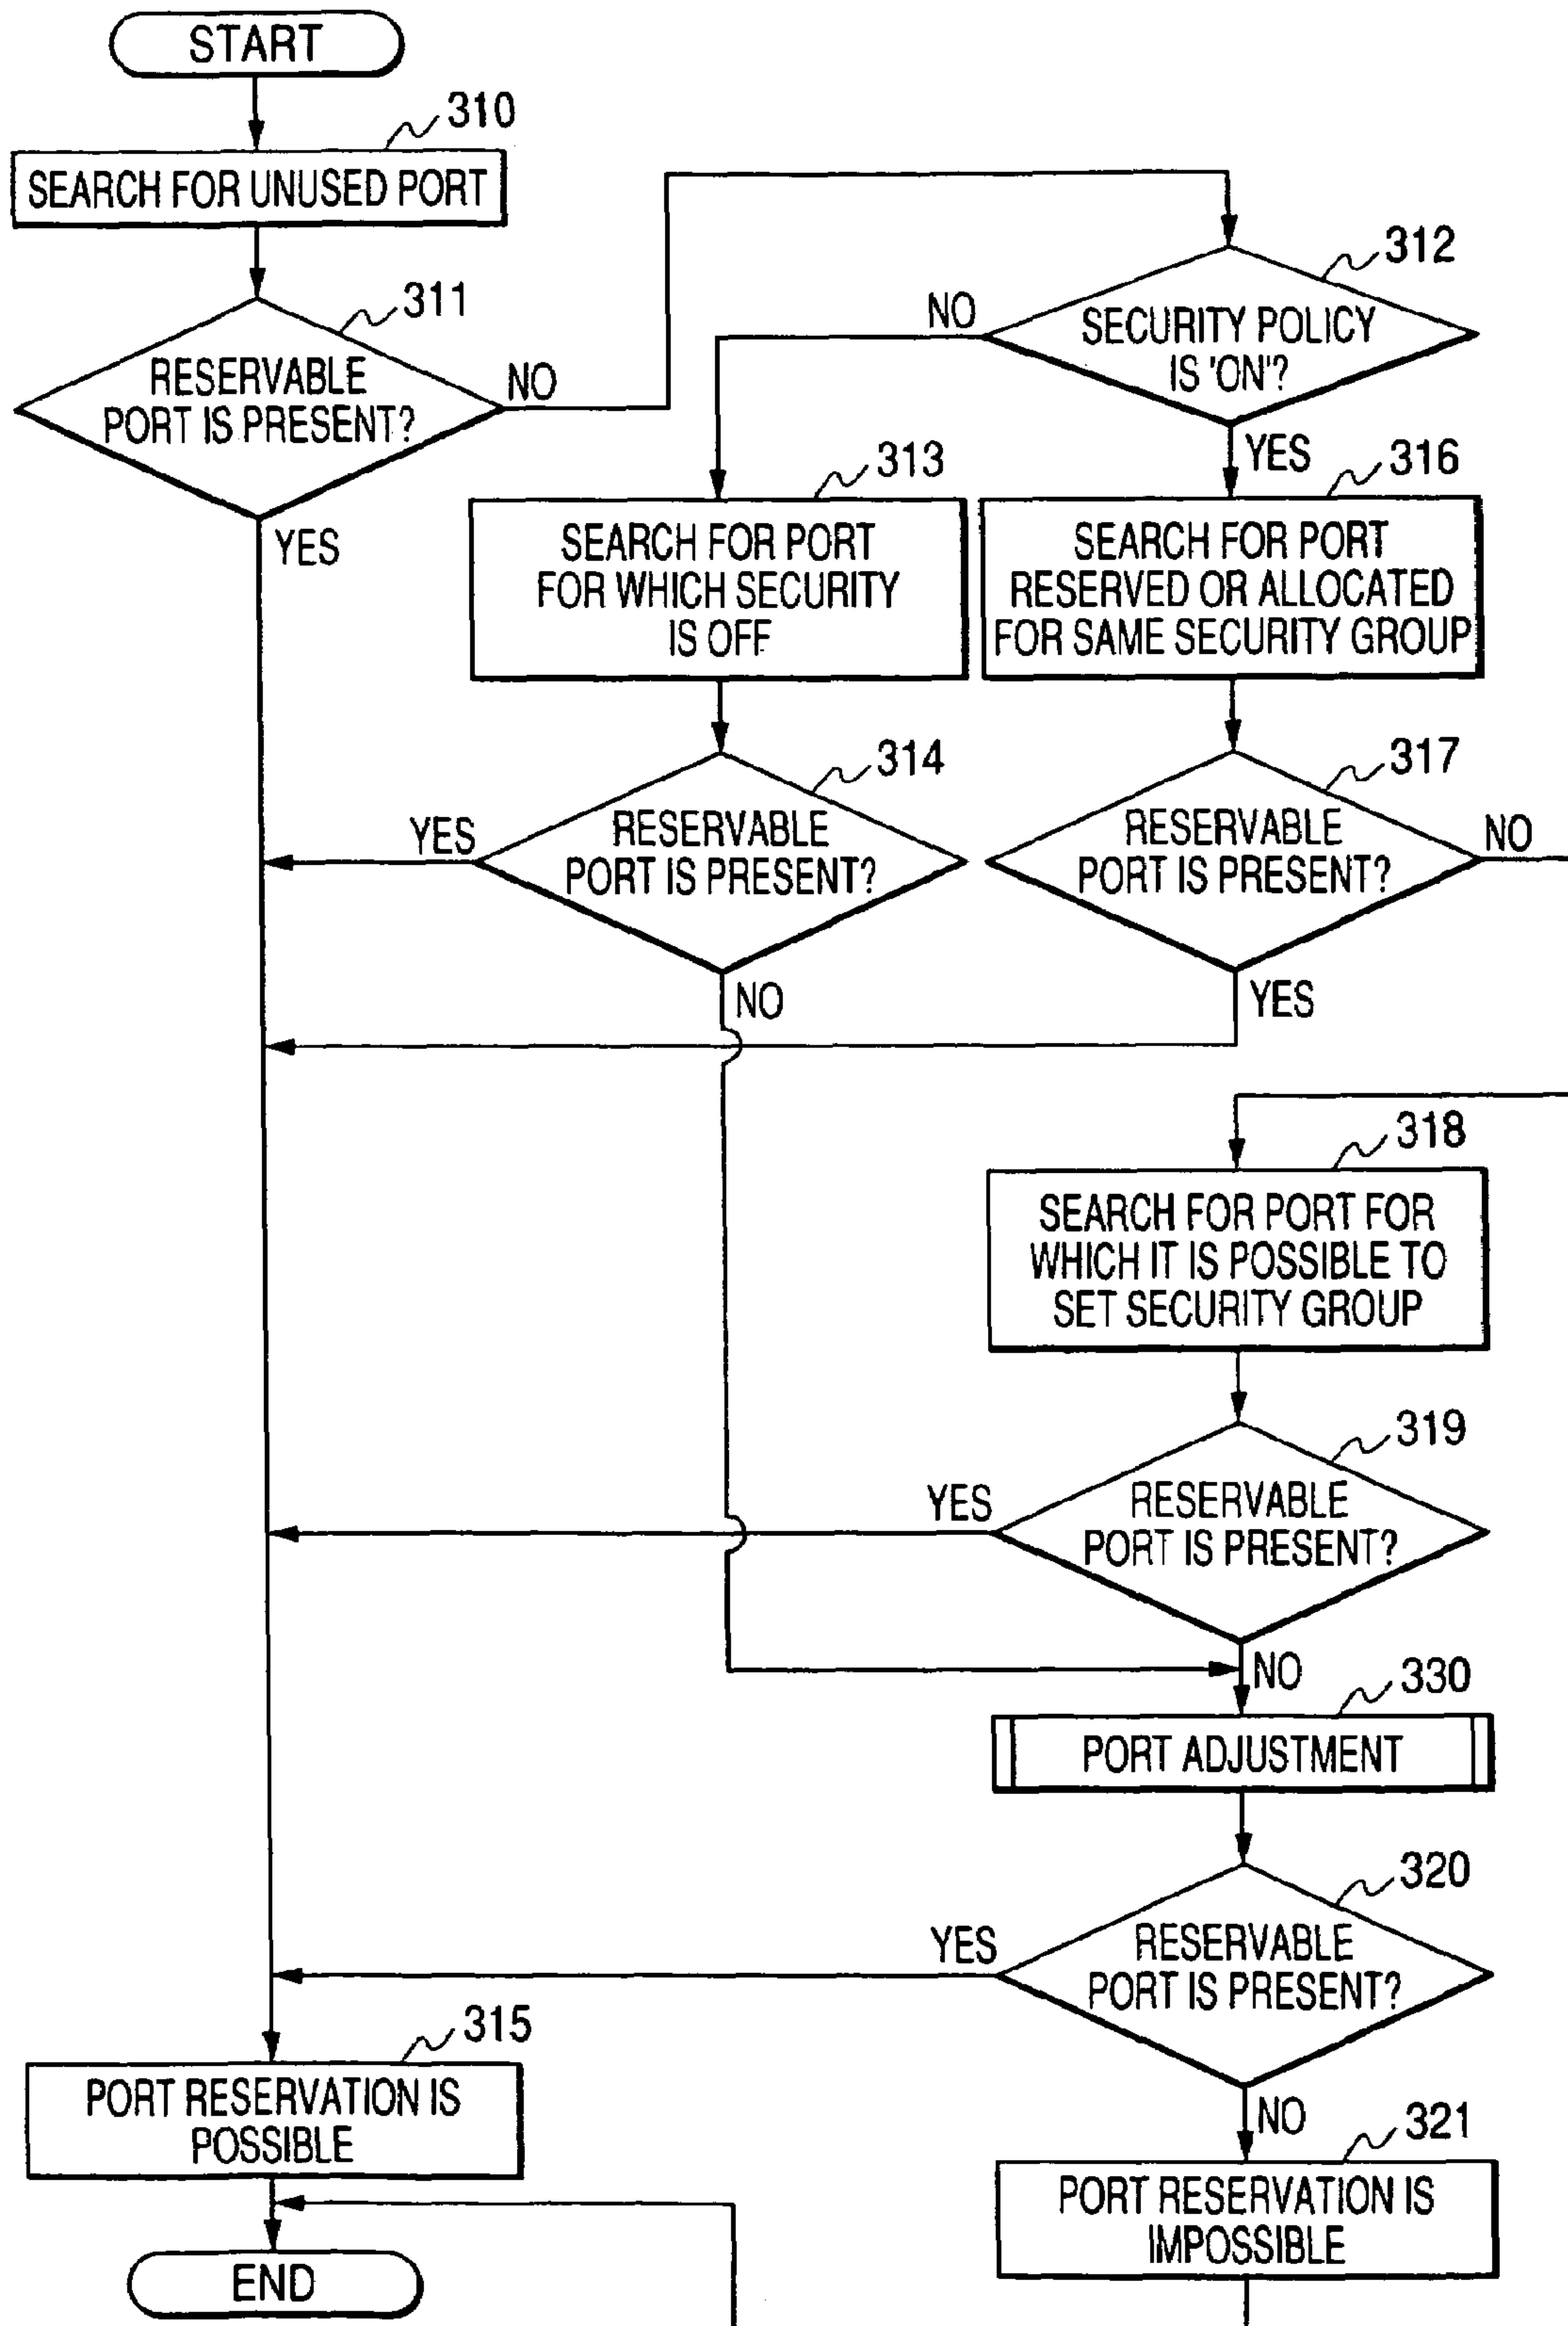 START
310
SEARCH FOR UNUSED PORT
311
RESERVABLE
PORT IS PRESENT?
NO
YES
312
SECURITY POLICY
IS 'ON'?
NO
YES
313
SEARCH FOR PORT
FOR WHICH SECURITY
IS OFF
316
SEARCH FOR PORT
RESERVED OR ALLOCATED
FOR SAME SECURITY GROUP
314
RESERVABLE
PORT IS PRESENT?
YES
NO
317
RESERVABLE
PORT IS PRESENT?
NO
YES
318
SEARCH FOR PORT FOR
WHICH IT IS POSSIBLE TO
SET SECURITY GROUP
319
RESERVABLE
PORT IS PRESENT?
YES
NO
330
PORT ADJUSTMENT
320
RESERVABLE
PORT IS PRESENT?
YES
NO
315
PORT RESERVATION IS
POSSIBLE
321
PORT RESERVATION IS
IMPOSSIBLE
END